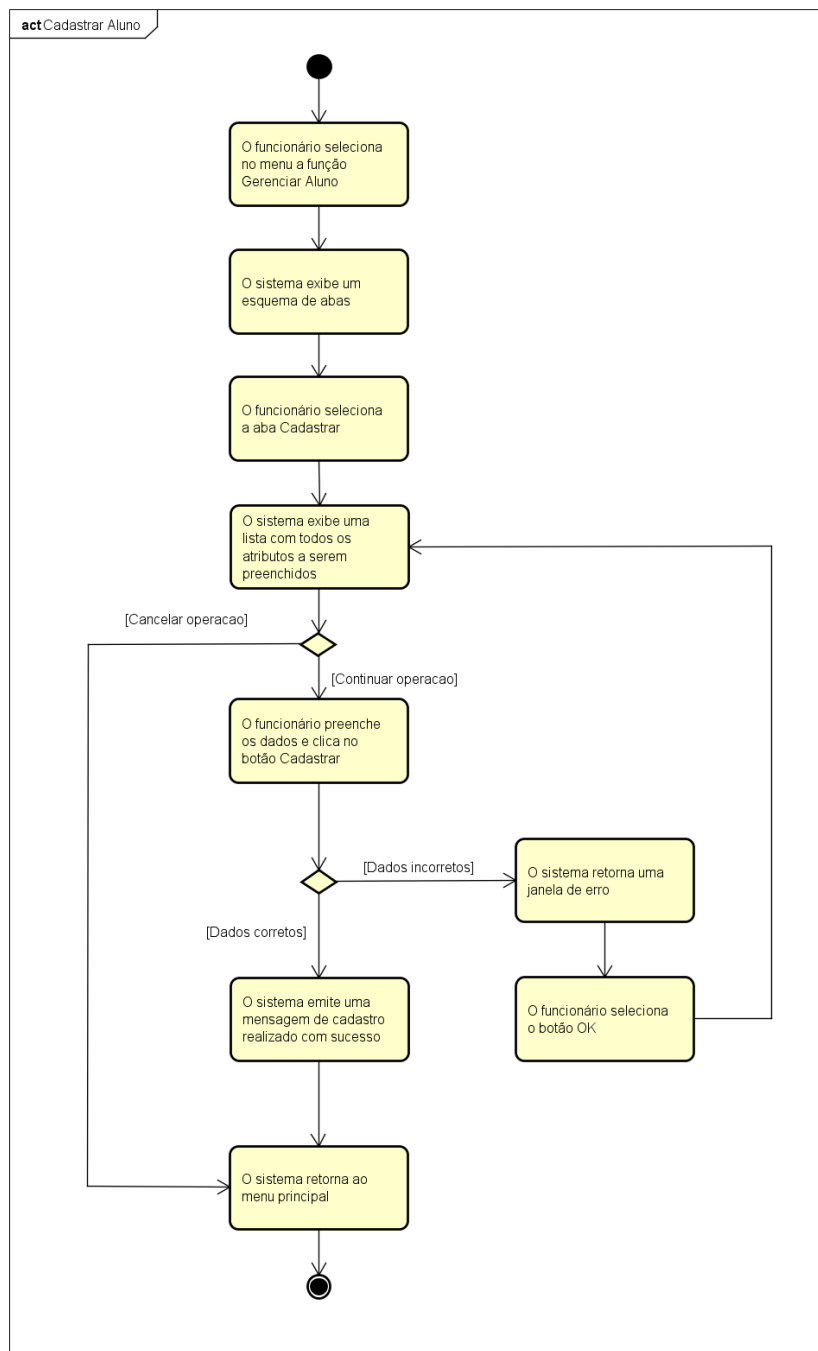 act Cadastrar Aluno
O funcionário seleciona
no menu a função
Gerenciar Aluno
O sistema exibe um
esquema de abas
O funcionário seleciona
a aba Cadastrar
O sistema exibe uma
lista com todos os
atributos a serem
preenchidos
[Cancelar operacao]
[Continuar operacao]
O funcionário preenche
os dados e clica no
botão Cadastrar
[Dados incorretos]
O sistema retorna uma
janela de erro
[Dados corretos]
O sistema emite uma
mensagem de cadastro
realizado com sucesso
O funcionário seleciona
o botão OK
O sistema retorna ao
menu principal